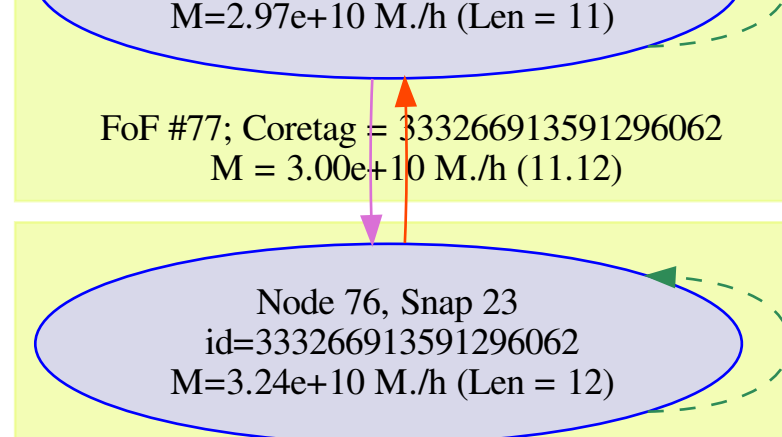 M=2.97e+10 M./h (Len = 11)
FoF #77; Coretag = 333266913591296062
M = 3.00e+10 M./h (11.12)
Node 76, Snap 23
id=333266913591296062
M=3.24e+10 M./h (Len = 12)